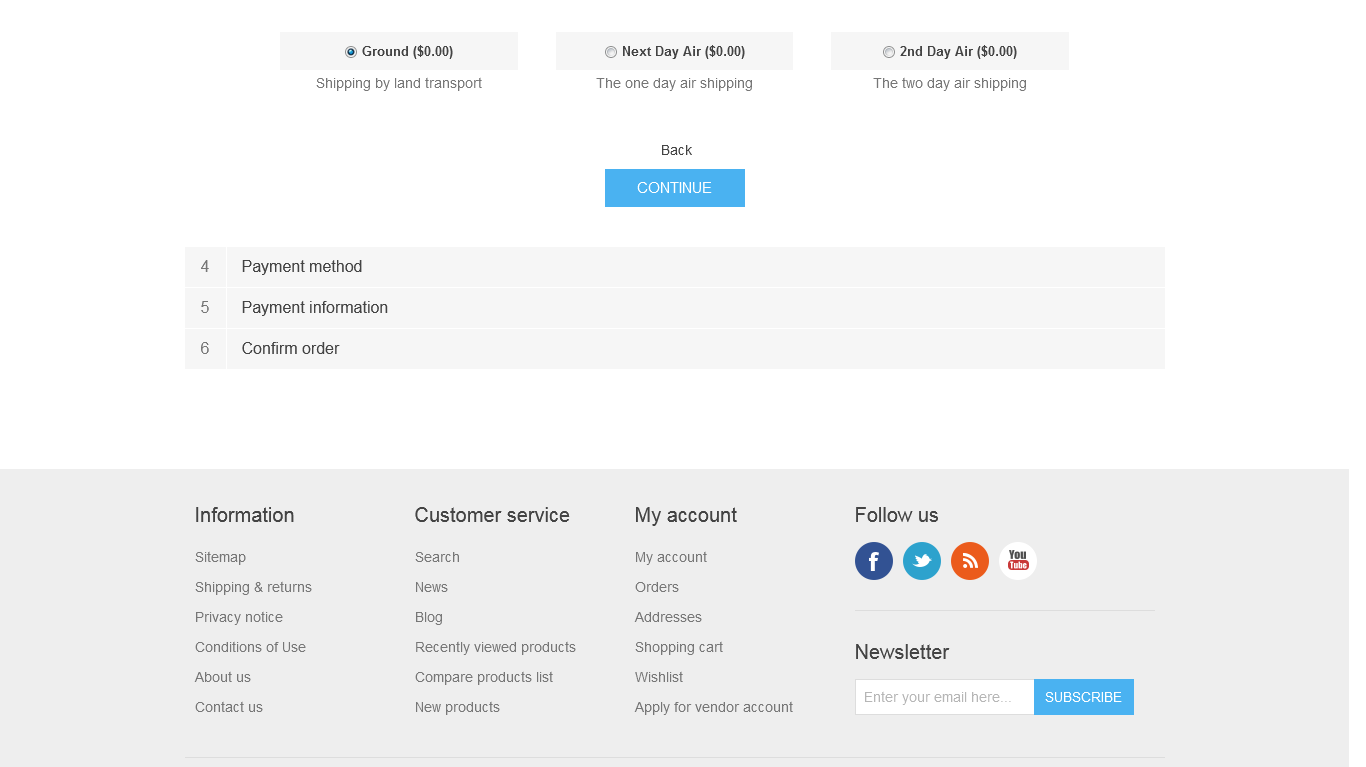 Ground ($0.00)
Next Day Air ($0.00)
2nd Day Air ($0.00)
Shipping by land transport
The one day air shipping
The two day air shipping
Back
CONTINUE
4 Payment method
5 Payment information
6 Confirm order
Information
Sitemap
Shipping & returns
Privacy notice
Conditions of Use
About us
Contact us
Customer service
Search
News
Blog
Recently viewed products
Compare products list
New products
My account
My account
Orders
Addresses
Shopping cart
Wishlist
Apply for vendor account
Follow us
f
You
Tube
Newsletter
Enter your email here...
SUBSCRIBE